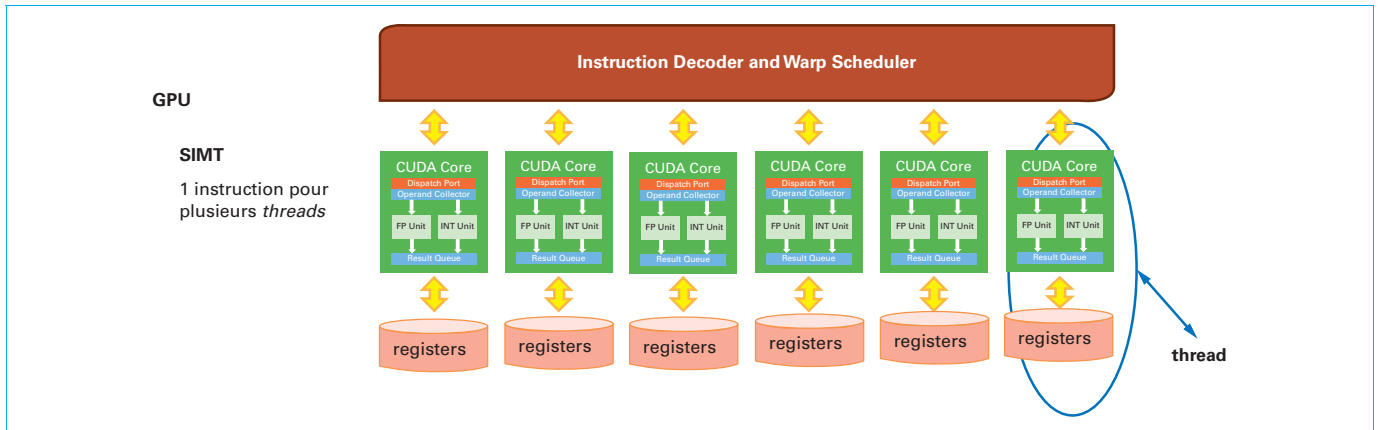 Instruction Decoder and Warp Scheduler
GPU
SIMT
1 instruction pour
plusieurs threads
CUDA Core
Dispatch Port
Operand Collector
FP Unit
INT Unit
Result Queue
registers
CUDA Core
Dispatch Port
Operand Collector
FP Unit
INT Unit
Result Queue
registers
CUDA Core
Dispatch Port
Operand Collector
FP Unit
INT Unit
Result Queue
registers
CUDA Core
Dispatch Port
Operand Collector
FP Unit
INT Unit
Result Queue
registers
CUDA Core
Dispatch Port
Operand Collector
FP Unit
INT Unit
Result Queue
registers
CUDA Core
Dispatch Port
Operand Collector
FP Unit
INT Unit
Result Queue
registers
thread